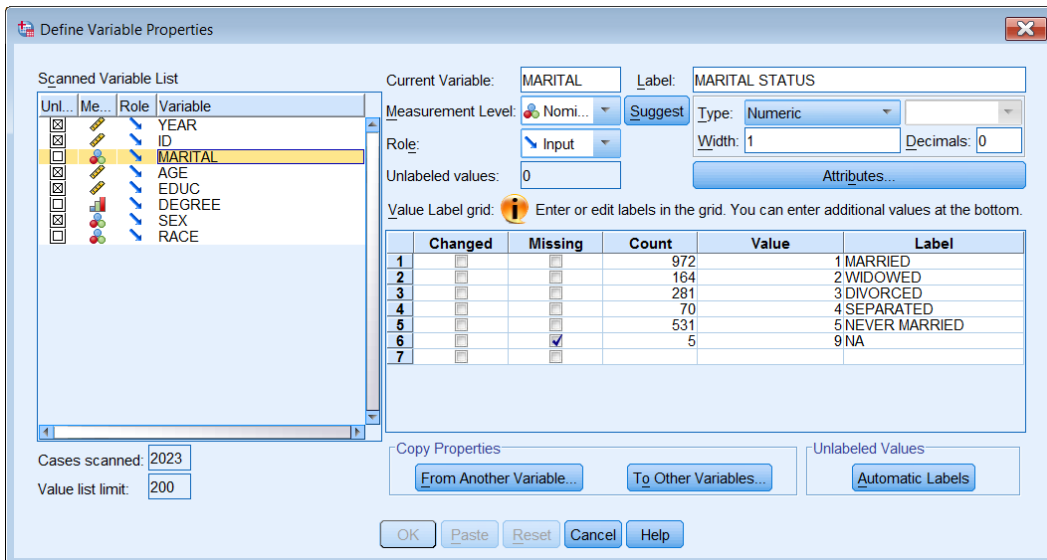 Define Variable Properties
Scanned Variable List
Unl... Me... Role Variable
YEAR
ID
MARITAL
AGE
EDUC
DEGREE
SEX
RACE
Cases scanned: 2023
Value list limit: 200
Current Variable: MARITAL Label: MARITAL STATUS
Measurement Level: Nomi... Suggest Type: Numeric
Role: Input Width: 1 Decimals: 0
Unlabeled values: 0 Attributes...
Value Label grid: Enter or edit labels in the grid. You can enter additional values at the bottom.
Changed Missing Count Value Label
1 972 1 MARRIED
2 164 2 WIDOWED
3 281 3 DIVORCED
4 70 4 SEPARATED
5 531 5 NEVER MARRIED
6 5 9 NA
7
Copy Properties Unlabeled Values
From Another Variable... To Other Variables... Automatic Labels
OK Paste Reset Cancel Help